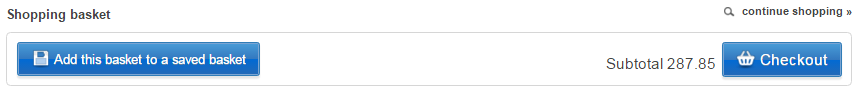 Shopping basket
continue shopping »
Add this basket to a saved basket
Subtotal 287.85
Checkout